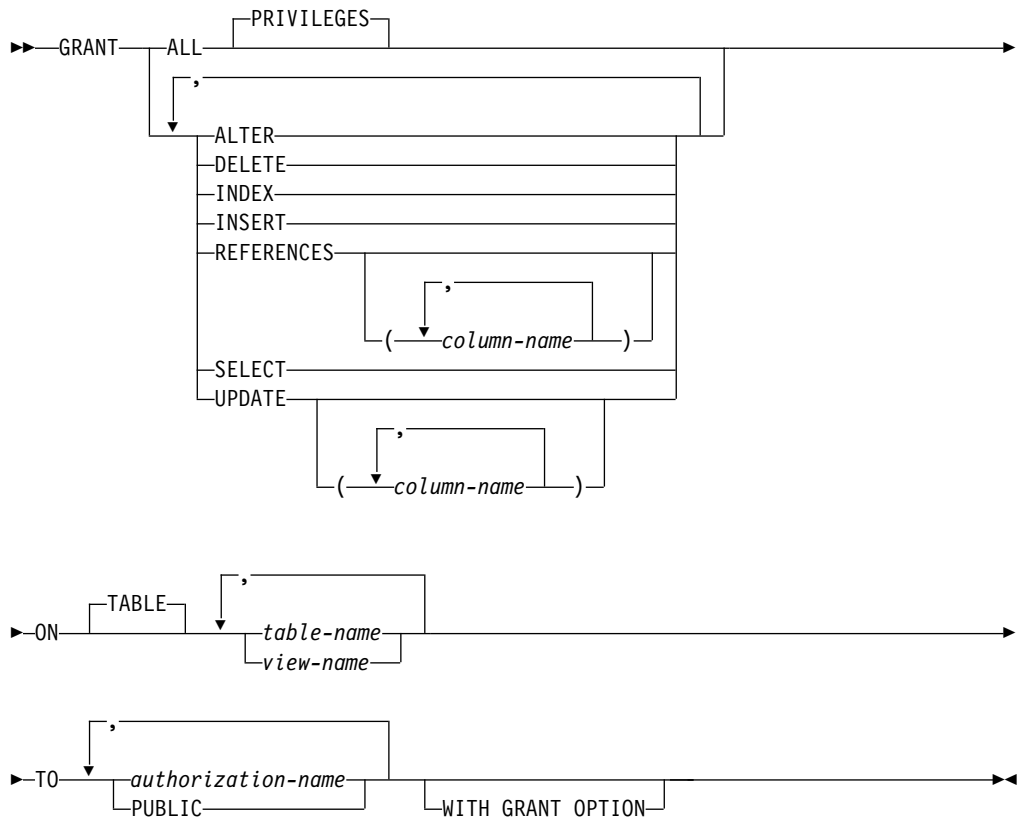 PRIVILEGES
GRANT ALL
,
ALTER
DELETE
INDEX
INSERT
REFERENCES
,
( column-name )
SELECT
UPDATE
,
( column-name )
,
TABLE
ON table-name
view-name
,
TO authorization-name
PUBLIC WITH GRANT OPTION